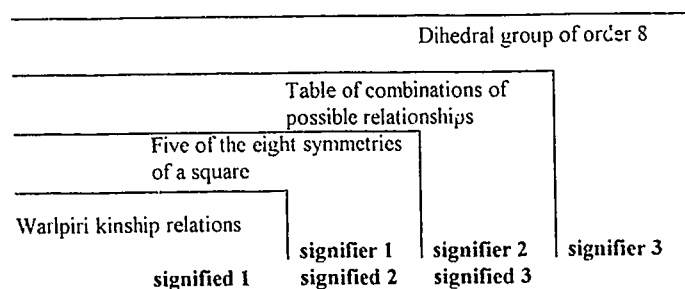 Dihedral group of order 8
Table of combinations of
possible relationships
Five of the eight symmetries
of a square
Warlpiri kinship relations
signifier 1 signifier 2 signifier 3
signified 1 signified 2 signified 3